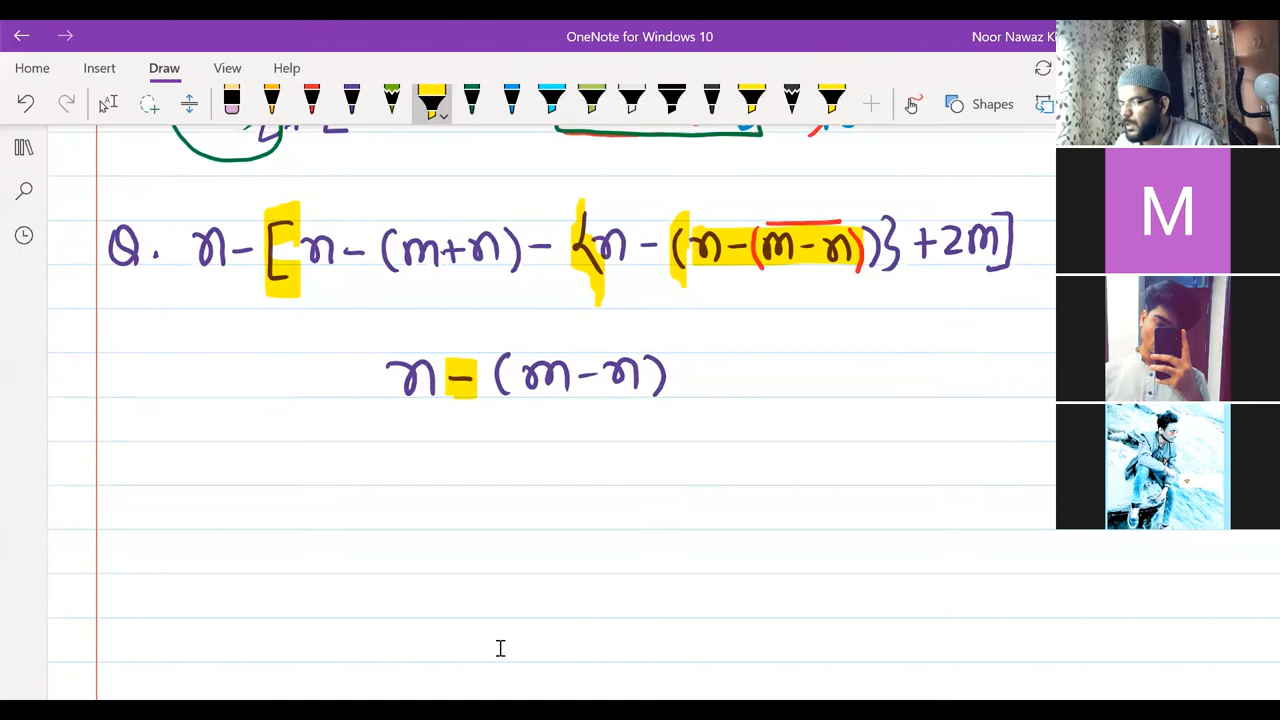 OneNote for Windows 10
Noor Nawaz K
Home Insert Draw View Help
Shapes
Q. n - [n - (m+n) - {n - (n - (m - n))} + 2m]
n - (m - n)
M